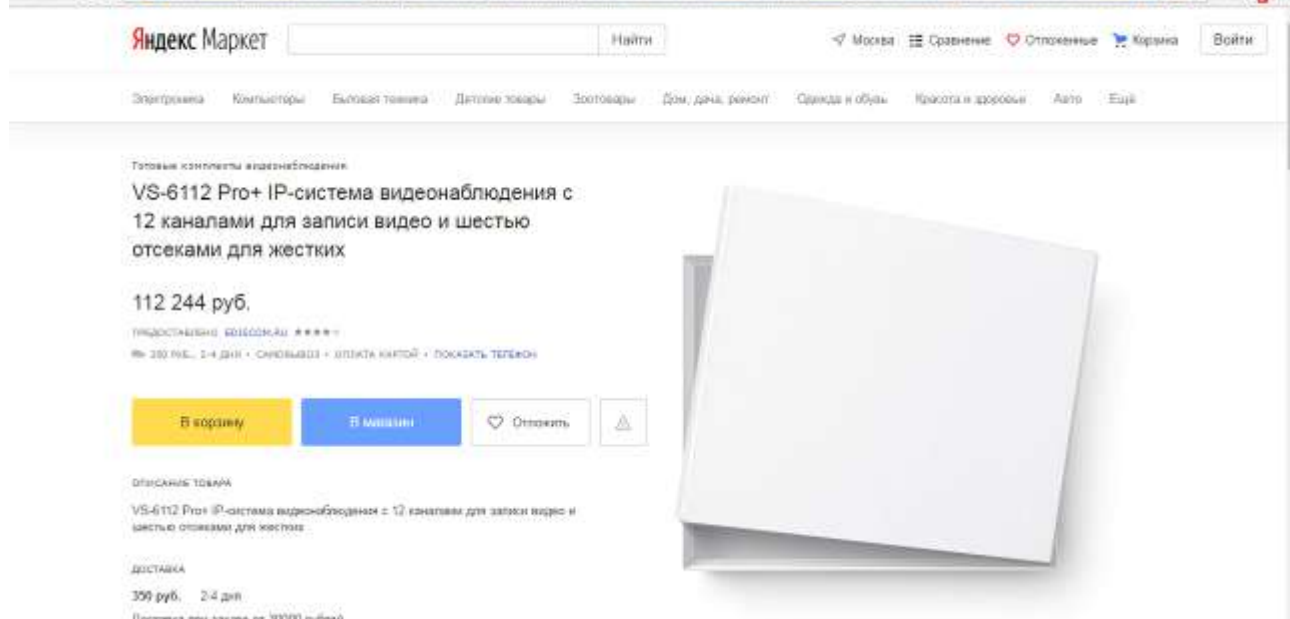 Яндекс Маркет
Найти
Москва
Сравнение
Отложенные
Корзина
Войти
Электроника
Компьютеры
Бытовая техника
Детские товары
Зоотовары
Дом, дача, ремонт
Одежда и обувь
Красота и здоровье
Авто
Ещё
Готовые комплекты видеонаблюдения
VS-6112 Pro+ IP-система видеонаблюдения с
12 каналами для записи видео и шестью
отсеками для жестких
112 244 руб.
ПРЕДОСТАВЛЕНО
2-4 ДНЯ • САМОВЫВОЗ • ОПЛАТА КАРТОЙ • ПОКАЗАТЬ ТЕЛЕФОН
В корзину
В магазин
Отложить
ОПИСАНИЕ ТОВАРА
VS-6112 Pro+ IP-система видеонаблюдения с 12 каналами для записи видео и
шестью отсеками для жестких
ДОСТАВКА
350 руб. 2-4 дня